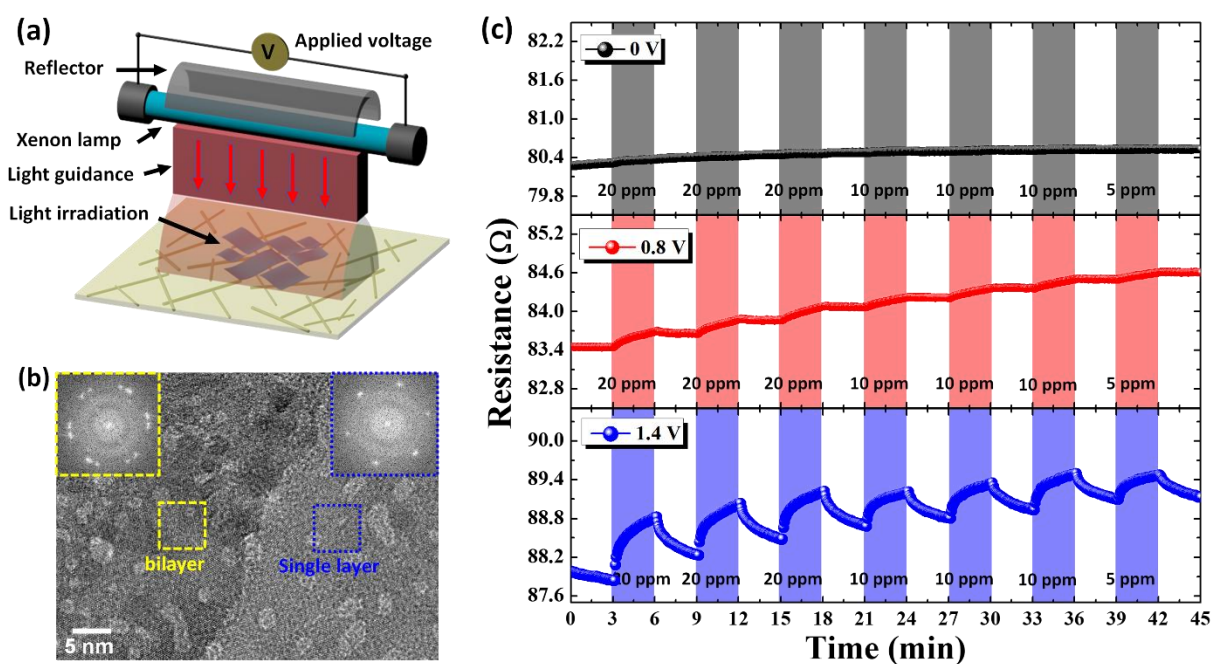 (a)
V
Applied voltage
Reflector
Xenon lamp
Light guidance
Light irradiation
(b)
bilayer
Single layer
5 nm
(c)
Resistance (Ω)
0 V
82.2
81.6
81.0
80.4
79.8
20 ppm 20 ppm 20 ppm 10 ppm 10 ppm 10 ppm 5 ppm
0.8 V
85.2
84.6
84.0
83.4
82.8
20 ppm 20 ppm 20 ppm 10 ppm 10 ppm 10 ppm 5 ppm
1.4 V
90.0
89.4
88.8
88.2
87.6
20 ppm 20 ppm 20 ppm 10 ppm 10 ppm 10 ppm 5 ppm
0 3 6 9 12 15 18 21 24 27 30 33 36 39 42 45
Time (min)